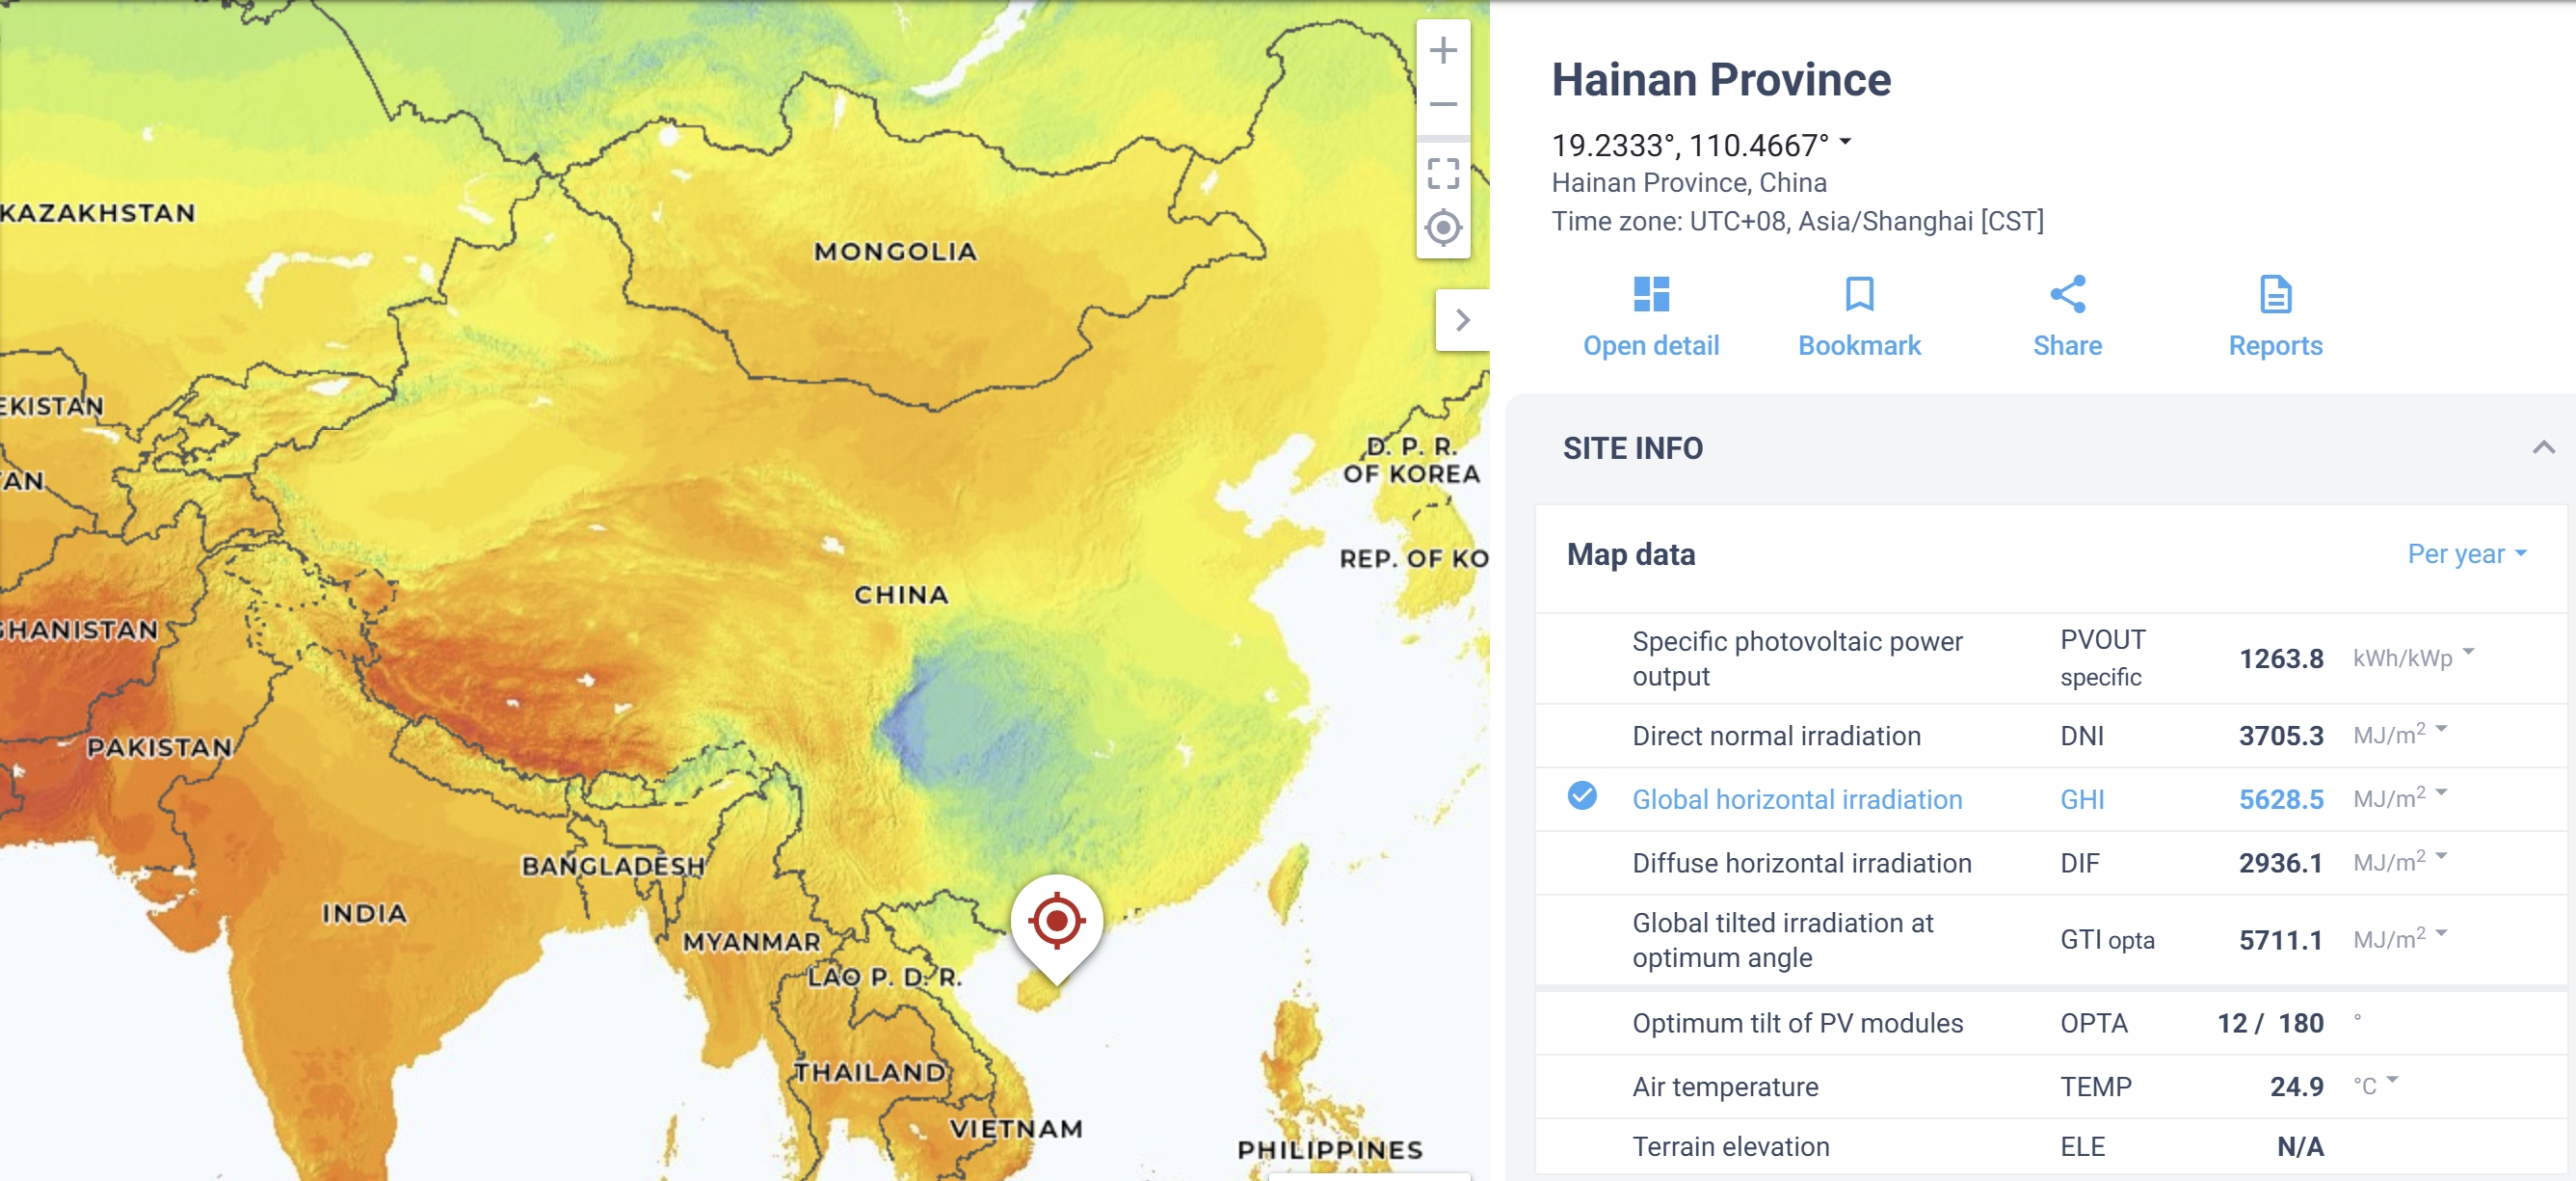 KAZAKHSTAN
MONGOLIA
EKISTAN
AN
D. P. R.
OF KOREA
REP. OF KO
CHINA
GHANISTAN
PAKISTAN
BANGLADESH
INDIA
MYANMAR
LAO P. D. R.
THAILAND
VIETNAM
PHILIPPINES
Hainan Province
19.2333°, 110.4667°
Hainan Province, China
Time zone: UTC+08, Asia/Shanghai [CST]
Open detail Bookmark Share Reports
SITE INFO
Map data Per year
Specific photovoltaic power output PVOUT specific 1263.8 kWh/kWp
Direct normal irradiation DNI 3705.3 MJ/m²
Global horizontal irradiation GHI 5628.5 MJ/m²
Diffuse horizontal irradiation DIF 2936.1 MJ/m²
Global tilted irradiation at optimum angle GTI opta 5711.1 MJ/m²
Optimum tilt of PV modules OPTA 12 / 180 °
Air temperature TEMP 24.9 °C
Terrain elevation ELE N/A